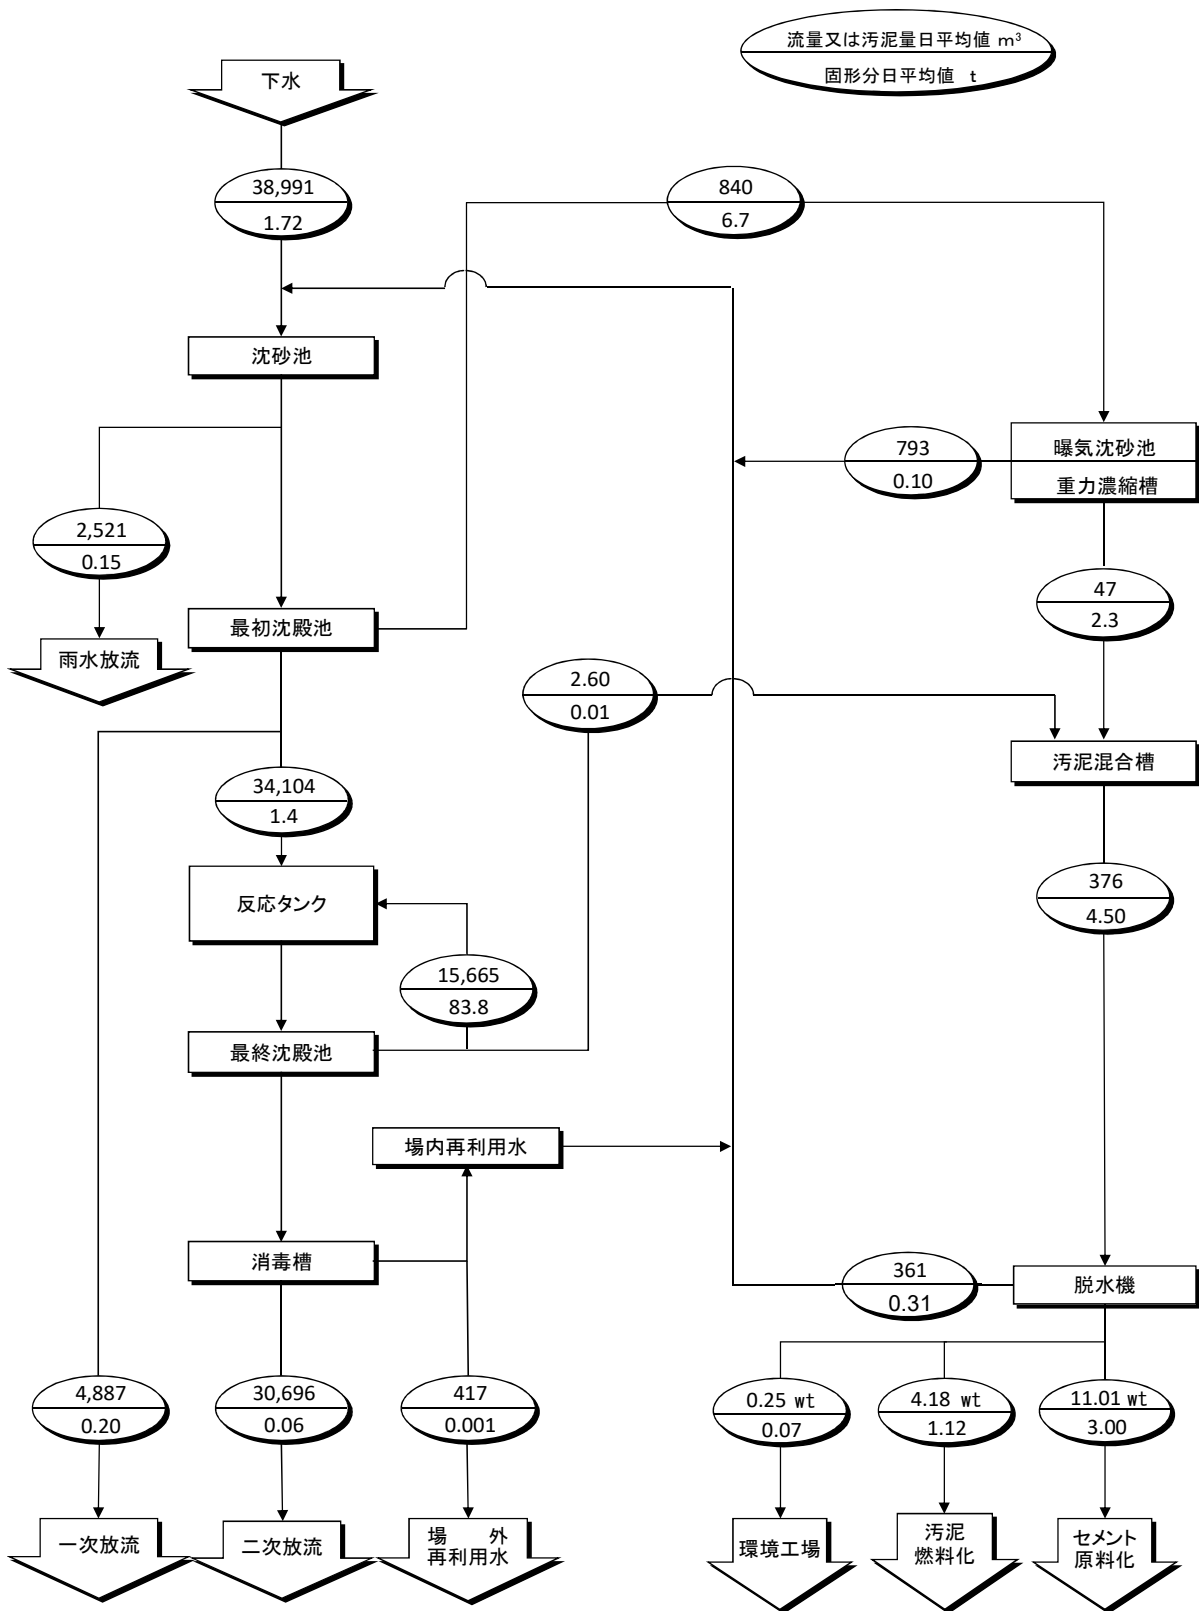 流量又は汚泥量日平均値 m³
固形分日平均値 t
下水
38,991
1.72
840
6.7
沈砂池
793
0.10
曝気沈砂池
重力濃縮槽
2,521
0.15
47
2.3
最初沈殿池
雨水放流
2.60
0.01
汚泥混合槽
34,104
1.4
376
4.50
反応タンク
15,665
83.8
最終沈殿池
場内再利用水
消毒槽
361
0.31
脱水機
4,887
0.20
30,696
0.06
417
0.001
0.25 wt
0.07
4.18 wt
1.12
11.01 wt
3.00
一次放流
二次放流
場 外
再利用水
環境工場
汚泥
燃料化
セメント
原料化